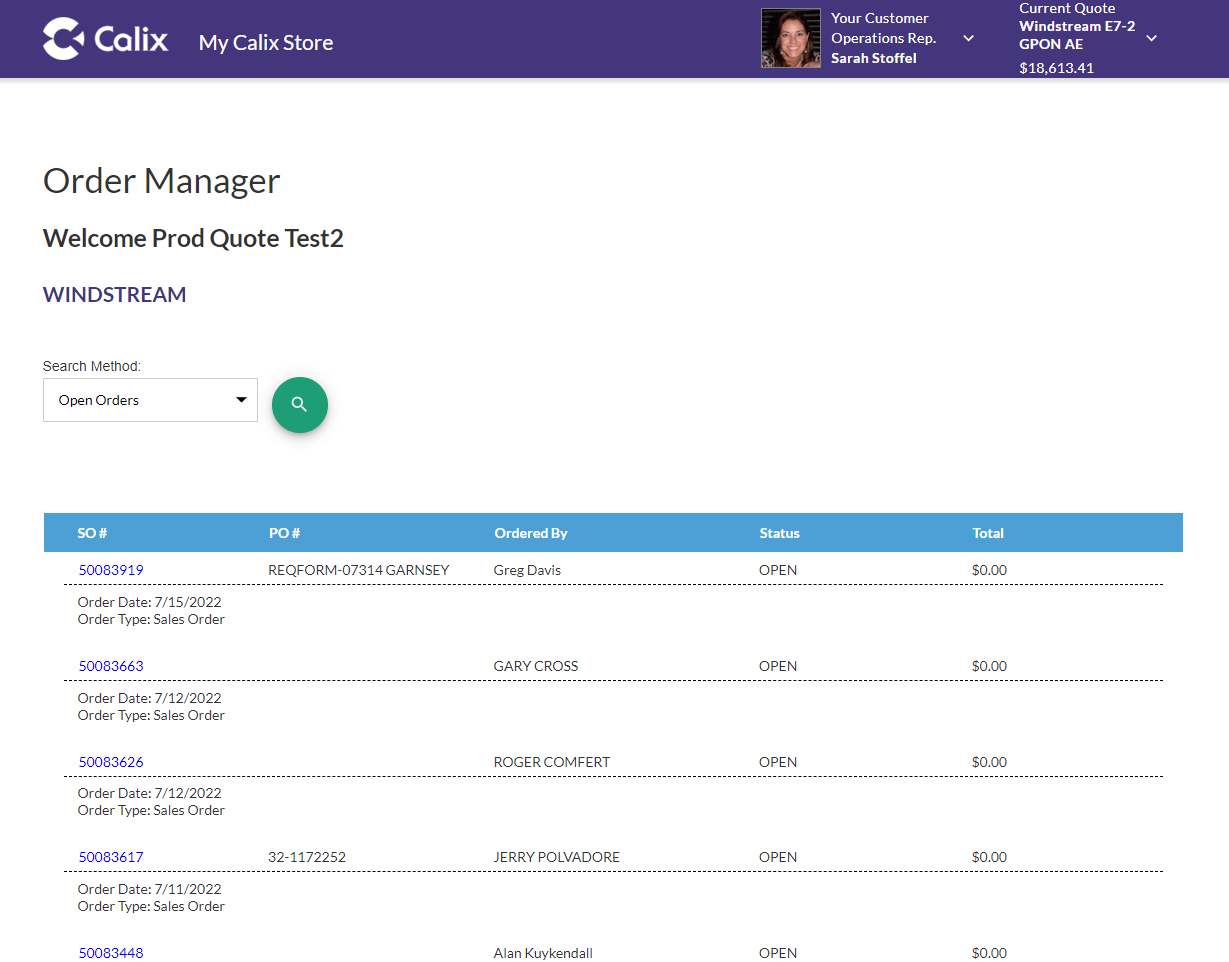 Calix
My Calix Store
Your Customer
Operations Rep.
Sarah Stoffel
Current Quote
Windstream E7-2
GPON AE
$18,613.41
Order Manager
Welcome Prod Quote Test2
WINDSTREAM
Search Method:
Open Orders
SO # PO # Ordered By Status Total
50083919 REQFORM-07314 GARNSEY Greg Davis OPEN $0.00
Order Date: 7/15/2022
Order Type: Sales Order
50083663 GARY CROSS OPEN $0.00
Order Date: 7/12/2022
Order Type: Sales Order
50083626 ROGER COMFERT OPEN $0.00
Order Date: 7/12/2022
Order Type: Sales Order
50083617 32-1172252 JERRY POLVADORE OPEN $0.00
Order Date: 7/11/2022
Order Type: Sales Order
50083448 Alan Kuykendall OPEN $0.00